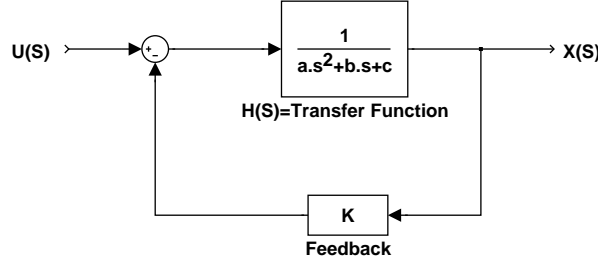 U(S)
+
−
1
a.s²+b.s+c
H(S)=Transfer Function
X(S)
K
Feedback